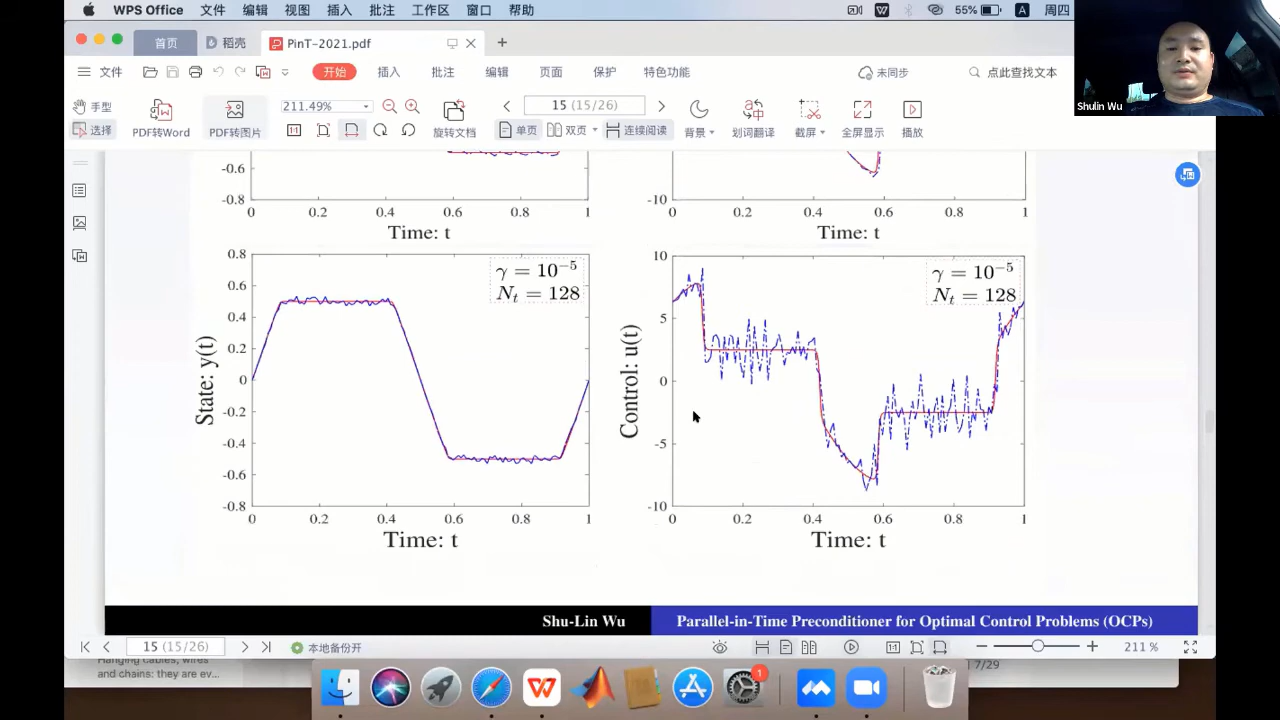 WPS Office 文件 编辑 视图 插入 批注 工作区 窗口 帮助 55% A 周四
首页 稻壳 PinT-2021.pdf
文件 开始 插入 批注 编辑 页面 保护 特色功能 未同步 点此查找文本
Shulin Wu
手型 选择 PDF转Word PDF转图片 211.49% 旋转文档 15 (15/26) 单页 双页 连续阅读 背景 划词翻译 截屏 全屏显示 播放
-0.6
-0.8
0 0.2 0.4 0.6 0.8 1
Time: t
-10
0 0.2 0.4 0.6 0.8 1
Time: t
State: y(t)
0.8
0.6
0.4
0.2
0
-0.2
-0.4
-0.6
-0.8
γ = 10⁻⁵
Nₜ = 128
0 0.2 0.4 0.6 0.8 1
Time: t
Control: u(t)
10
5
0
-5
-10
γ = 10⁻⁵
Nₜ = 128
0 0.2 0.4 0.6 0.8 1
Time: t
Shu-Lin Wu Parallel-in-Time Preconditioner for Optimal Control Problems (OCPs)
15 (15/26) 本地备份开 211 %
Hanging cables, wires
and chains: they are ev...
7/29
1